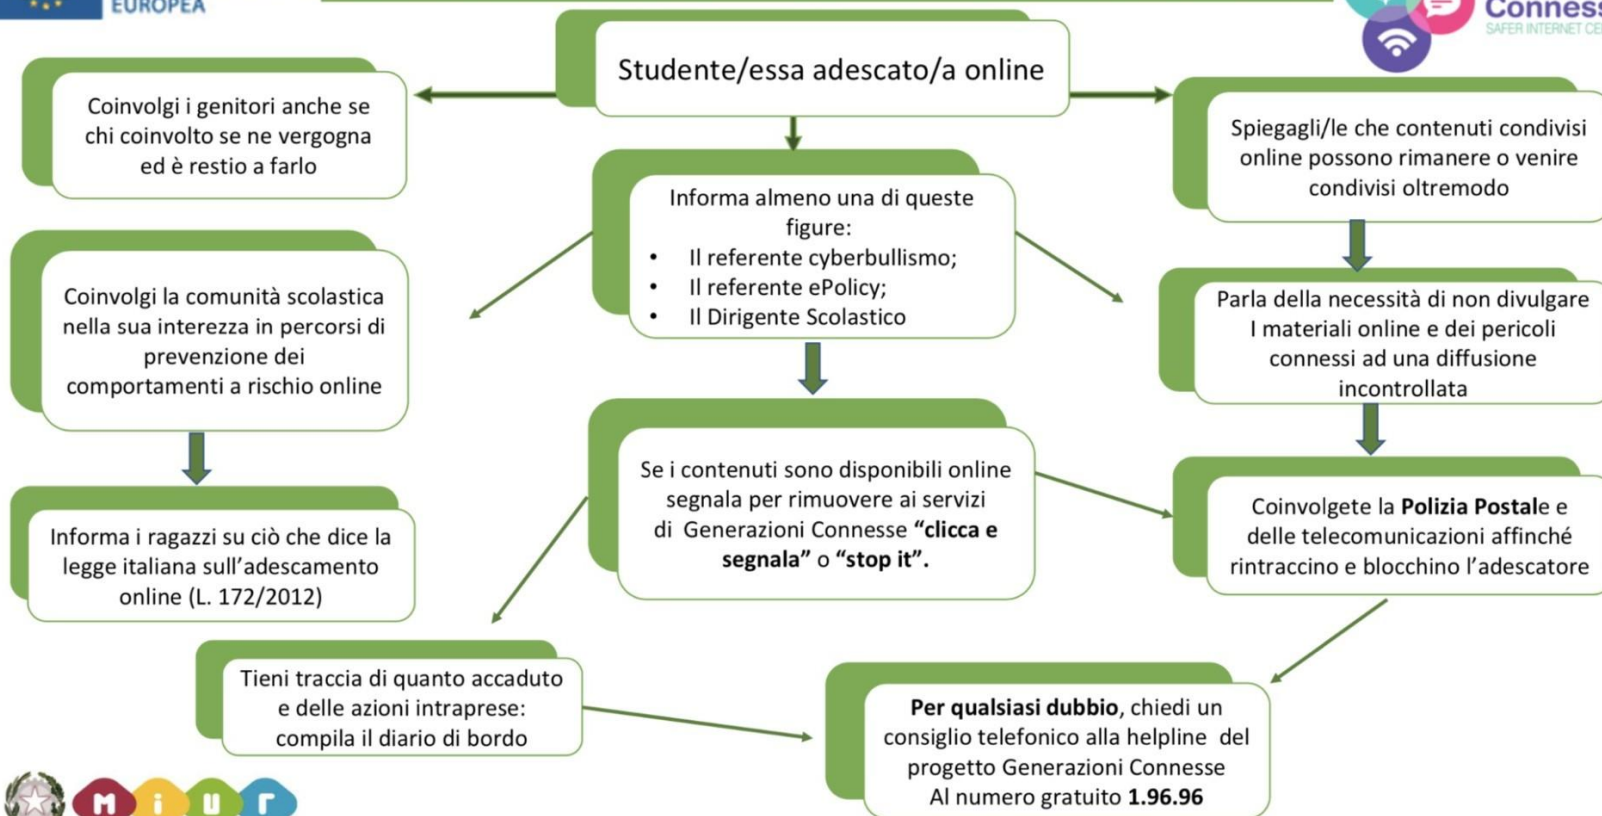 EUROPEA
Conness
SAFER INTERNET CE
Studente/essa adescato/a online
Coinvolgi i genitori anche se
chi coinvolto se ne vergogna
ed è restio a farlo
Spiegagli/le che contenuti condivisi
online possono rimanere o venire
condivisi oltremodo
Informa almeno una di queste
figure:
• Il referente cyberbullismo;
• Il referente ePolicy;
• Il Dirigente Scolastico
Coinvolgi la comunità scolastica
nella sua interezza in percorsi di
prevenzione dei
comportamenti a rischio online
Parla della necessità di non divulgare
I materiali online e dei pericoli
connessi ad una diffusione
incontrollata
Se i contenuti sono disponibili online
segnala per rimuovere ai servizi
di Generazioni Connesse “clicca e
segnala” o “stop it”.
Informa i ragazzi su ciò che dice la
legge italiana sull’adescamento
online (L. 172/2012)
Coinvolgete la Polizia Postale e
delle telecomunicazioni affinché
rintraccino e blocchino l’adescatore
Tieni traccia di quanto accaduto
e delle azioni intraprese:
compila il diario di bordo
Per qualsiasi dubbio, chiedi un
consiglio telefonico alla helpline del
progetto Generazioni Connesse
Al numero gratuito 1.96.96
Miur